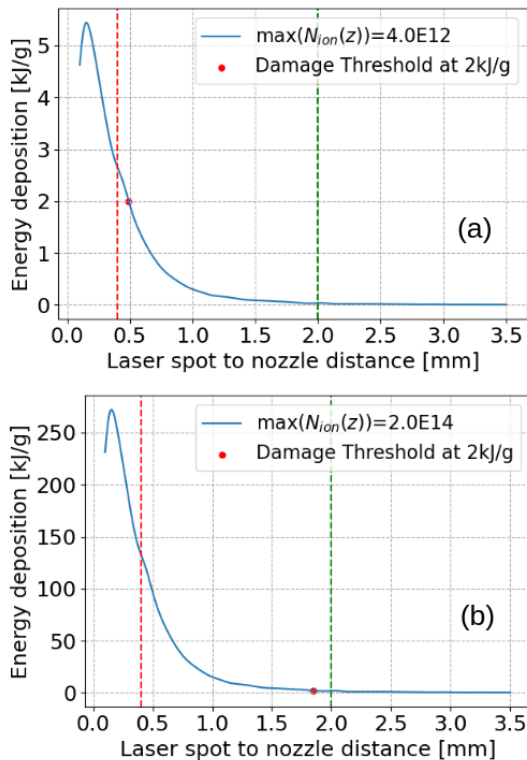 5
4
3
2
1
0
Energy deposition [kJ/g]
max(N_ion(z))=4.0E12
Damage Threshold at 2kJ/g
(a)
0.0 0.5 1.0 1.5 2.0 2.5 3.0 3.5
Laser spot to nozzle distance [mm]
250
200
150
100
50
0
Energy deposition [kJ/g]
max(N_ion(z))=2.0E14
Damage Threshold at 2kJ/g
(b)
0.0 0.5 1.0 1.5 2.0 2.5 3.0 3.5
Laser spot to nozzle distance [mm]